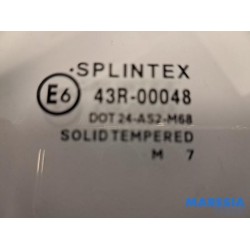 ·SPLINTEX
E6 43R-00048
DOT 24-AS2-M68
SOLID TEMPERED
M 7